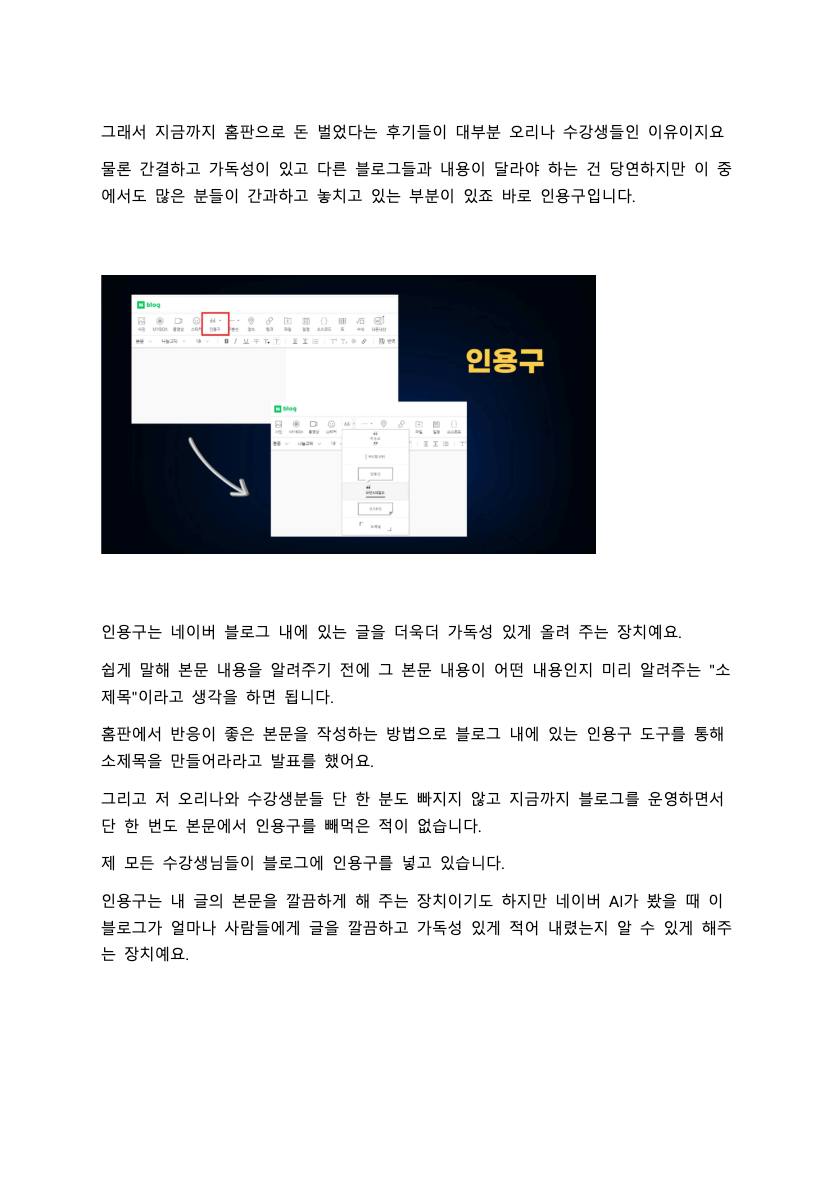 그래서 지금까지 홈판으로 돈 벌었다는 후기들이 대부분 오리나 수강생들인 이유이지요
물론 간결하고 가독성이 있고 다른 블로그들과 내용이 달라야 하는 건 당연하지만 이 중
에서도 많은 분들이 간과하고 놓치고 있는 부분이 있죠 바로 인용구입니다.
blog
인용구
인용구
blog
인용구는 네이버 블로그 내에 있는 글을 더욱더 가독성 있게 올려 주는 장치예요.
쉽게 말해 본문 내용을 알려주기 전에 그 본문 내용이 어떤 내용인지 미리 알려주는 "소
제목"이라고 생각을 하면 됩니다.
홈판에서 반응이 좋은 본문을 작성하는 방법으로 블로그 내에 있는 인용구 도구를 통해
소제목을 만들어라라고 발표를 했어요.
그리고 저 오리나와 수강생분들 단 한 분도 빠지지 않고 지금까지 블로그를 운영하면서
단 한 번도 본문에서 인용구를 빼먹은 적이 없습니다.
제 모든 수강생님들이 블로그에 인용구를 넣고 있습니다.
인용구는 내 글의 본문을 깔끔하게 해 주는 장치이기도 하지만 네이버 AI가 봤을 때 이
블로그가 얼마나 사람들에게 글을 깔끔하고 가독성 있게 적어 내렸는지 알 수 있게 해주
는 장치예요.